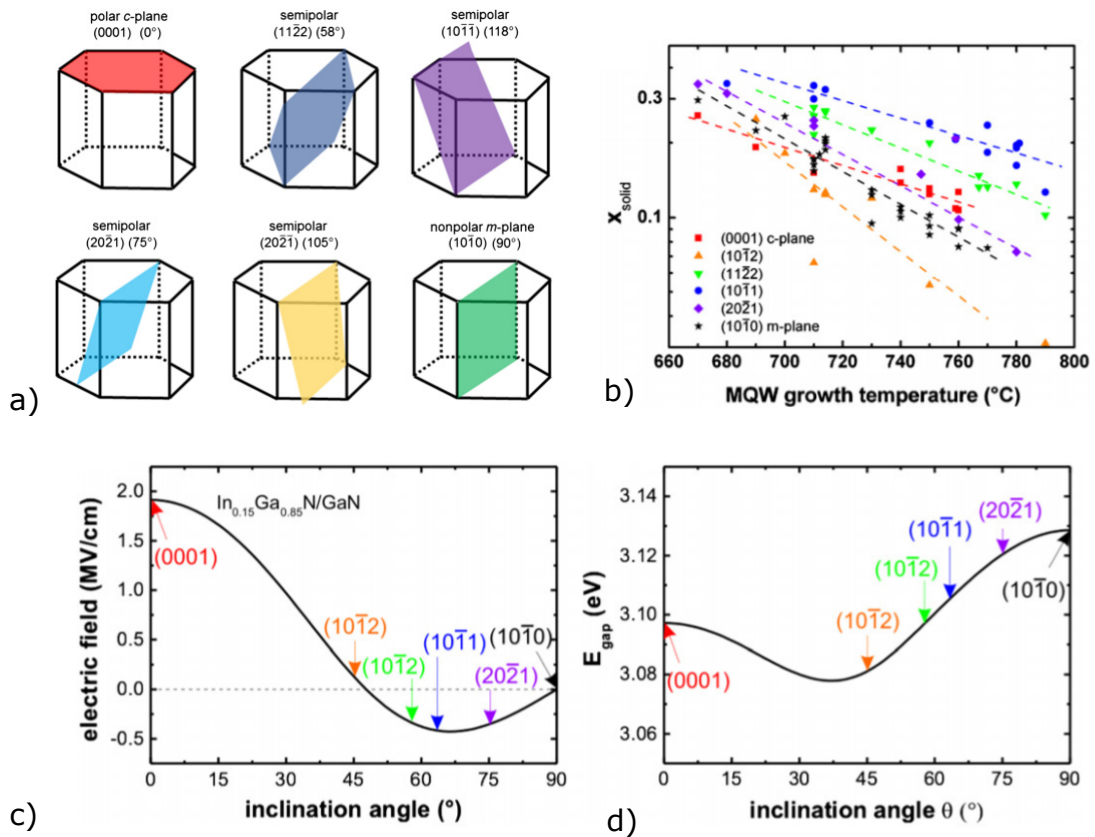 polar c-plane
(0001) (0°)
semipolar
(112̅2) (58°)
semipolar
(101̅1̅) (118°)
semipolar
(202̅1) (75°)
semipolar
(202̅1̅) (105°)
nonpolar m-plane
(101̅0) (90°)
a)
0.3
0.1
x_solid
(0001) c-plane
(101̅2)
(112̅2)
(101̅1)
(202̅1)
(101̅0) m-plane
660 680 700 720 740 760 780 800
MQW growth temperature (°C)
b)
2.0
1.5
1.0
0.5
0.0
-0.5
electric field (MV/cm)
In0.15Ga0.85N/GaN
(0001)
(101̅2)
(101̅2)
(101̅1)
(202̅1)
(101̅0)
0 15 30 45 60 75 90
inclination angle (°)
c)
3.14
3.12
3.10
3.08
3.06
E_gap (eV)
(0001)
(101̅2)
(101̅2)
(101̅1)
(202̅1)
(101̅0)
0 15 30 45 60 75 90
inclination angle θ (°)
d)